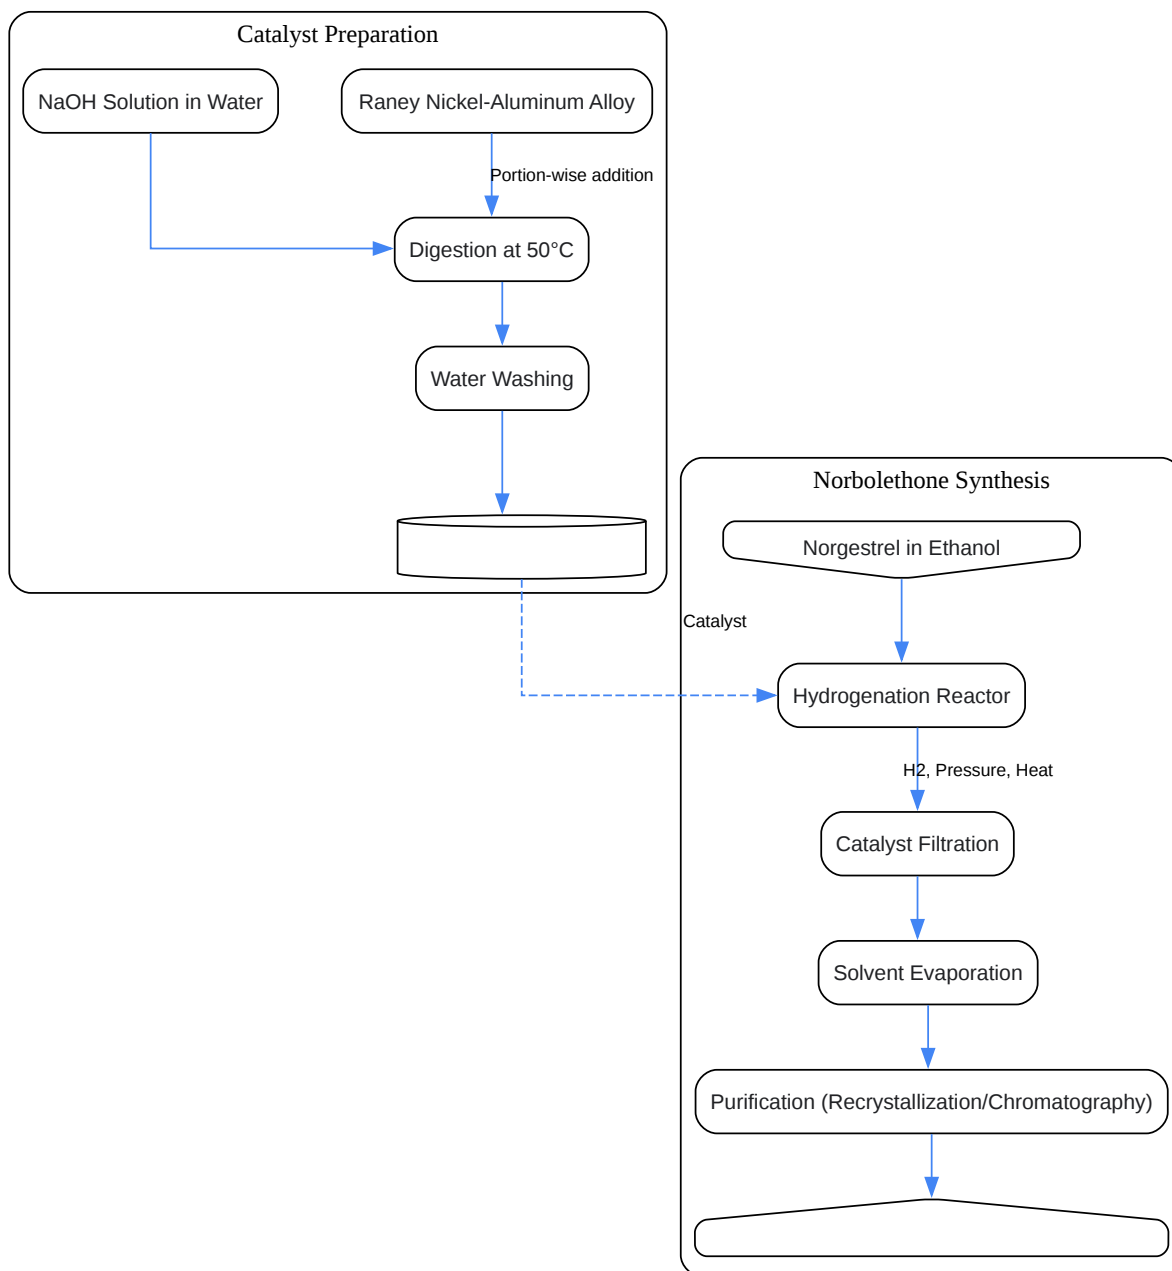 Catalyst Preparation
NaOH Solution in Water
Raney Nickel-Aluminum Alloy
Portion-wise addition
Digestion at 50°C
Water Washing
Norbolethone Synthesis
Norgestrel in Ethanol
Catalyst
Hydrogenation Reactor
H2, Pressure, Heat
Catalyst Filtration
Solvent Evaporation
Purification (Recrystallization/Chromatography)